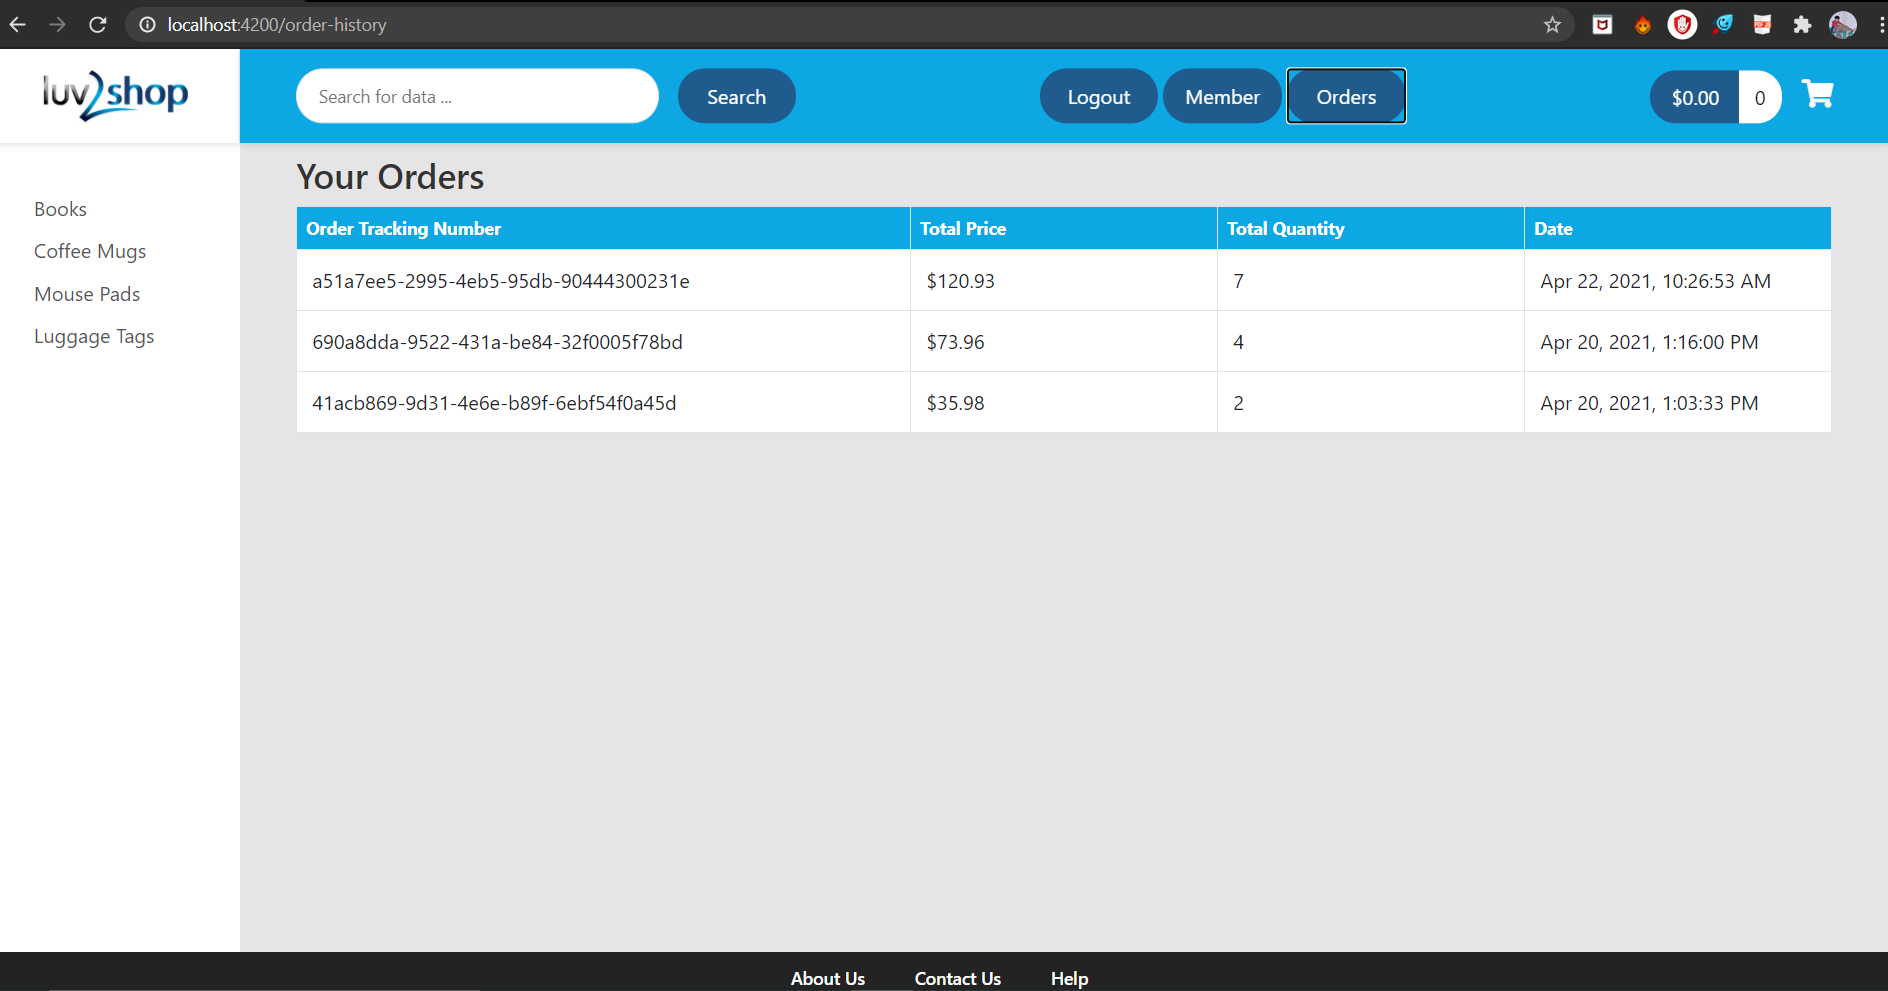 localhost:4200/order-history
luv2shop
Search for data ...
Search
Logout
Member
Orders
$0.00
0
Books
Coffee Mugs
Mouse Pads
Luggage Tags
Your Orders
Order Tracking Number Total Price Total Quantity Date
a51a7ee5-2995-4eb5-95db-90444300231e $120.93 7 Apr 22, 2021, 10:26:53 AM
690a8dda-9522-431a-be84-32f0005f78bd $73.96 4 Apr 20, 2021, 1:16:00 PM
41acb869-9d31-4e6e-b89f-6ebf54f0a45d $35.98 2 Apr 20, 2021, 1:03:33 PM
About Us Contact Us Help